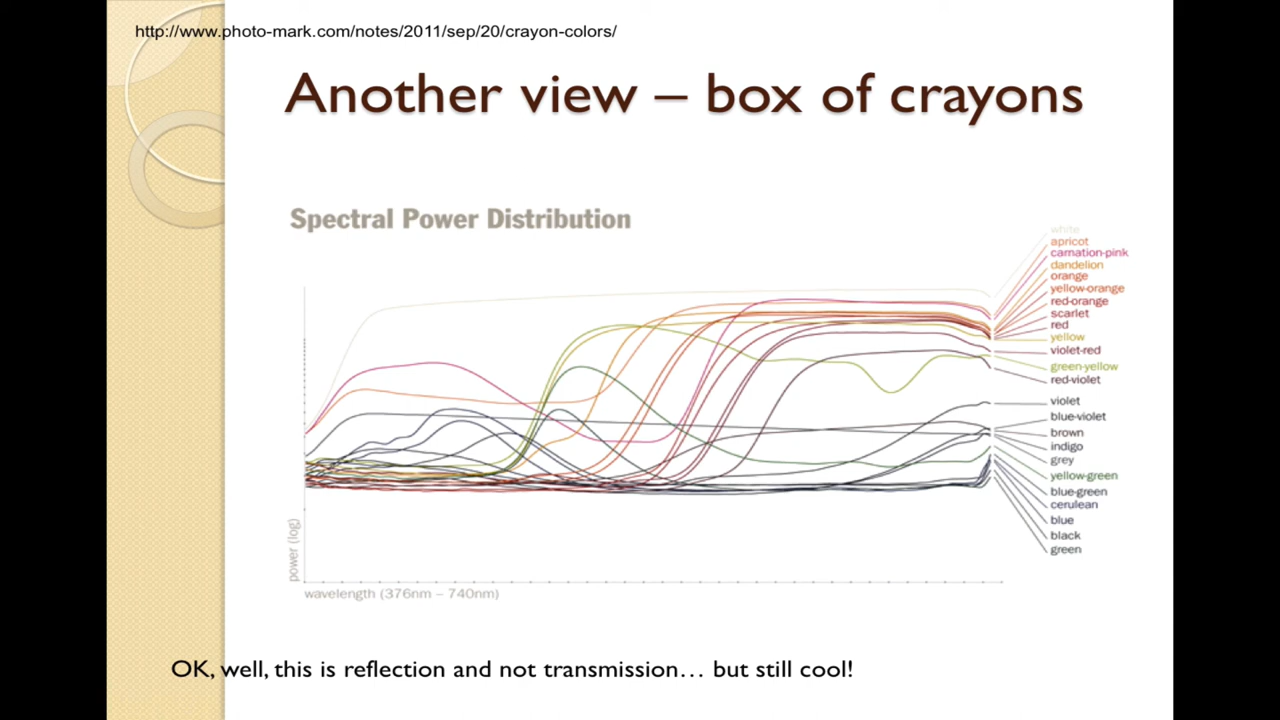 http://www.photo-mark.com/notes/2011/sep/20/crayon-colors/
Another view – box of crayons
Spectral Power Distribution
white
apricot
carnation-pink
dandelion
orange
yellow-orange
red-orange
scarlet
red
yellow
violet-red
green-yellow
red-violet
violet
blue-violet
brown
indigo
grey
yellow-green
blue-green
cerulean
blue
black
green
power (log)
wavelength (376nm – 740nm)
OK, well, this is reflection and not transmission… but still cool!